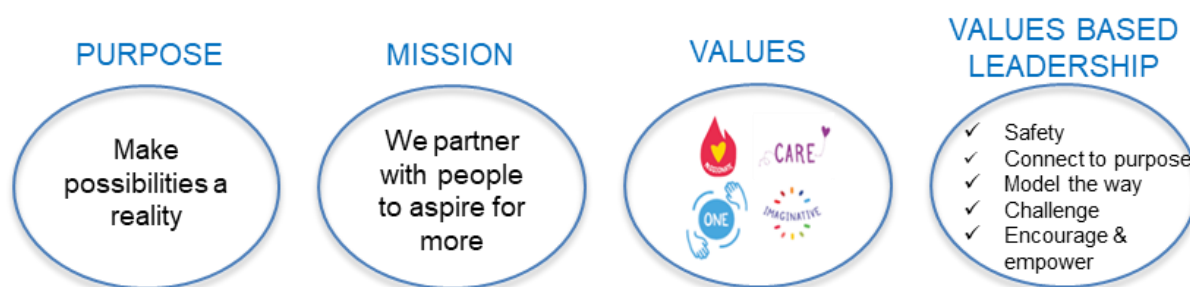 PURPOSE
Make
possibilities a
reality
MISSION
We partner
with people
to aspire for
more
VALUES
PASSIONATE
CARE
ONE
IMAGINATIVE
VALUES BASED
LEADERSHIP
Safety
Connect to purpose
Model the way
Challenge
Encourage &
empower